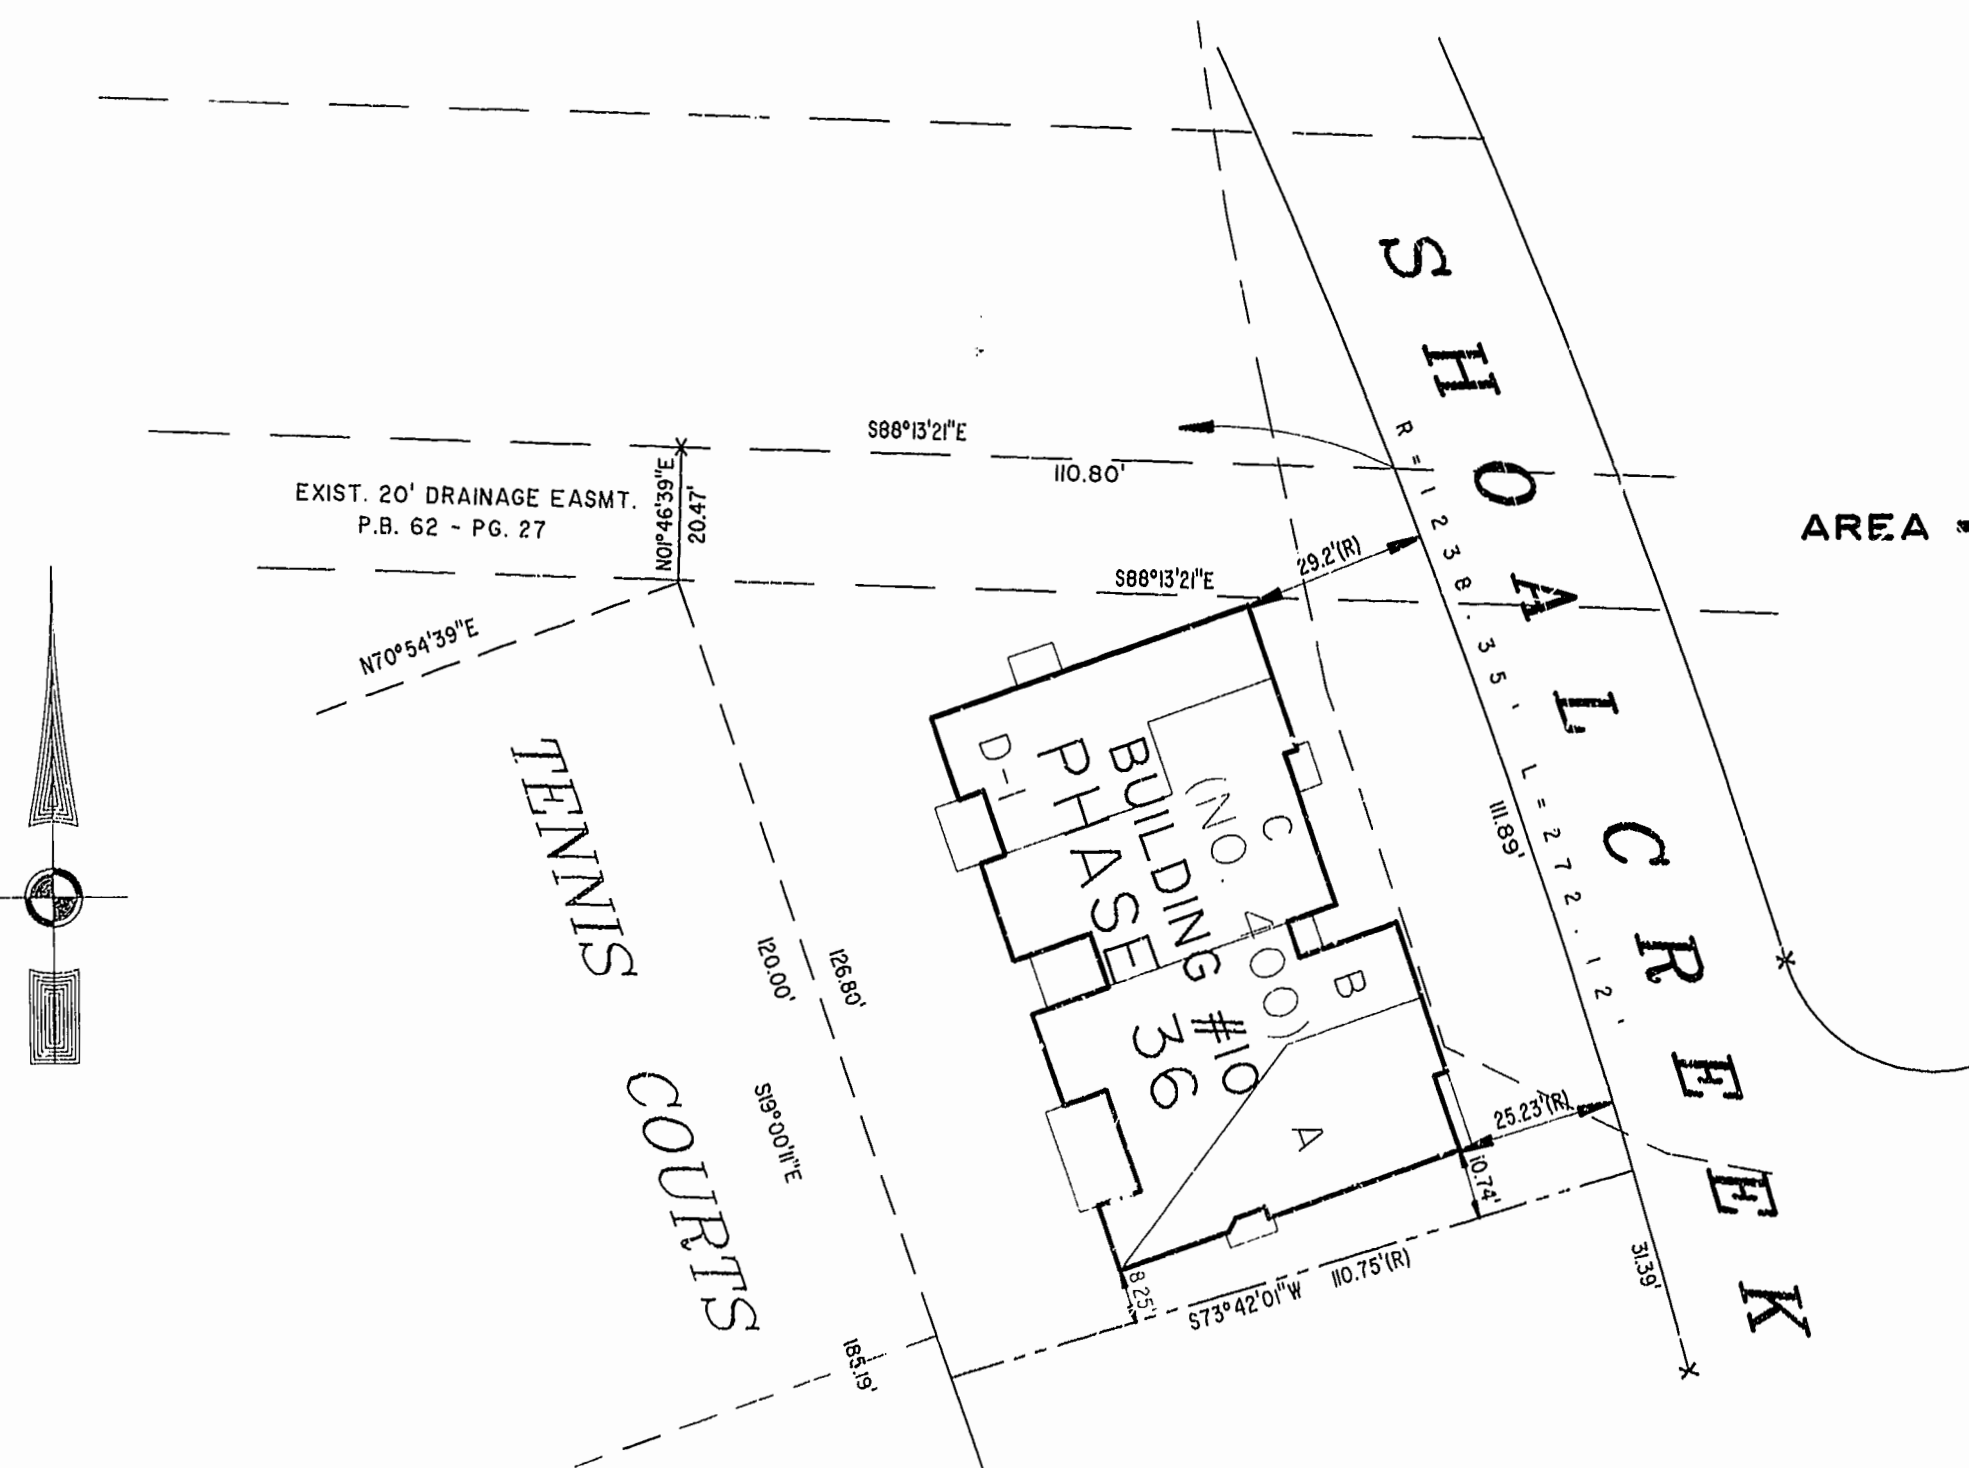 SHOAL CREEK
S88°13'21"E
110.80'
R = 1238.35' L = 272.12'
N01°46'39"E
20.47'
EXIST. 20' DRAINAGE EASMT.
P.B. 62 - PG. 27
AREA
29.2'(R)
S88°13'21"E
N70°54'39"E
TENNIS COURTS
D-1
C
B
A
BUILDING #10
(NO. 400)
PHASE 36
111.89'
126.80'
120.00'
S19°00'11"E
25.23'(R)
10.74'
8.25'
S73°42'01"W
110.75'(R)
31.39'
185.19'